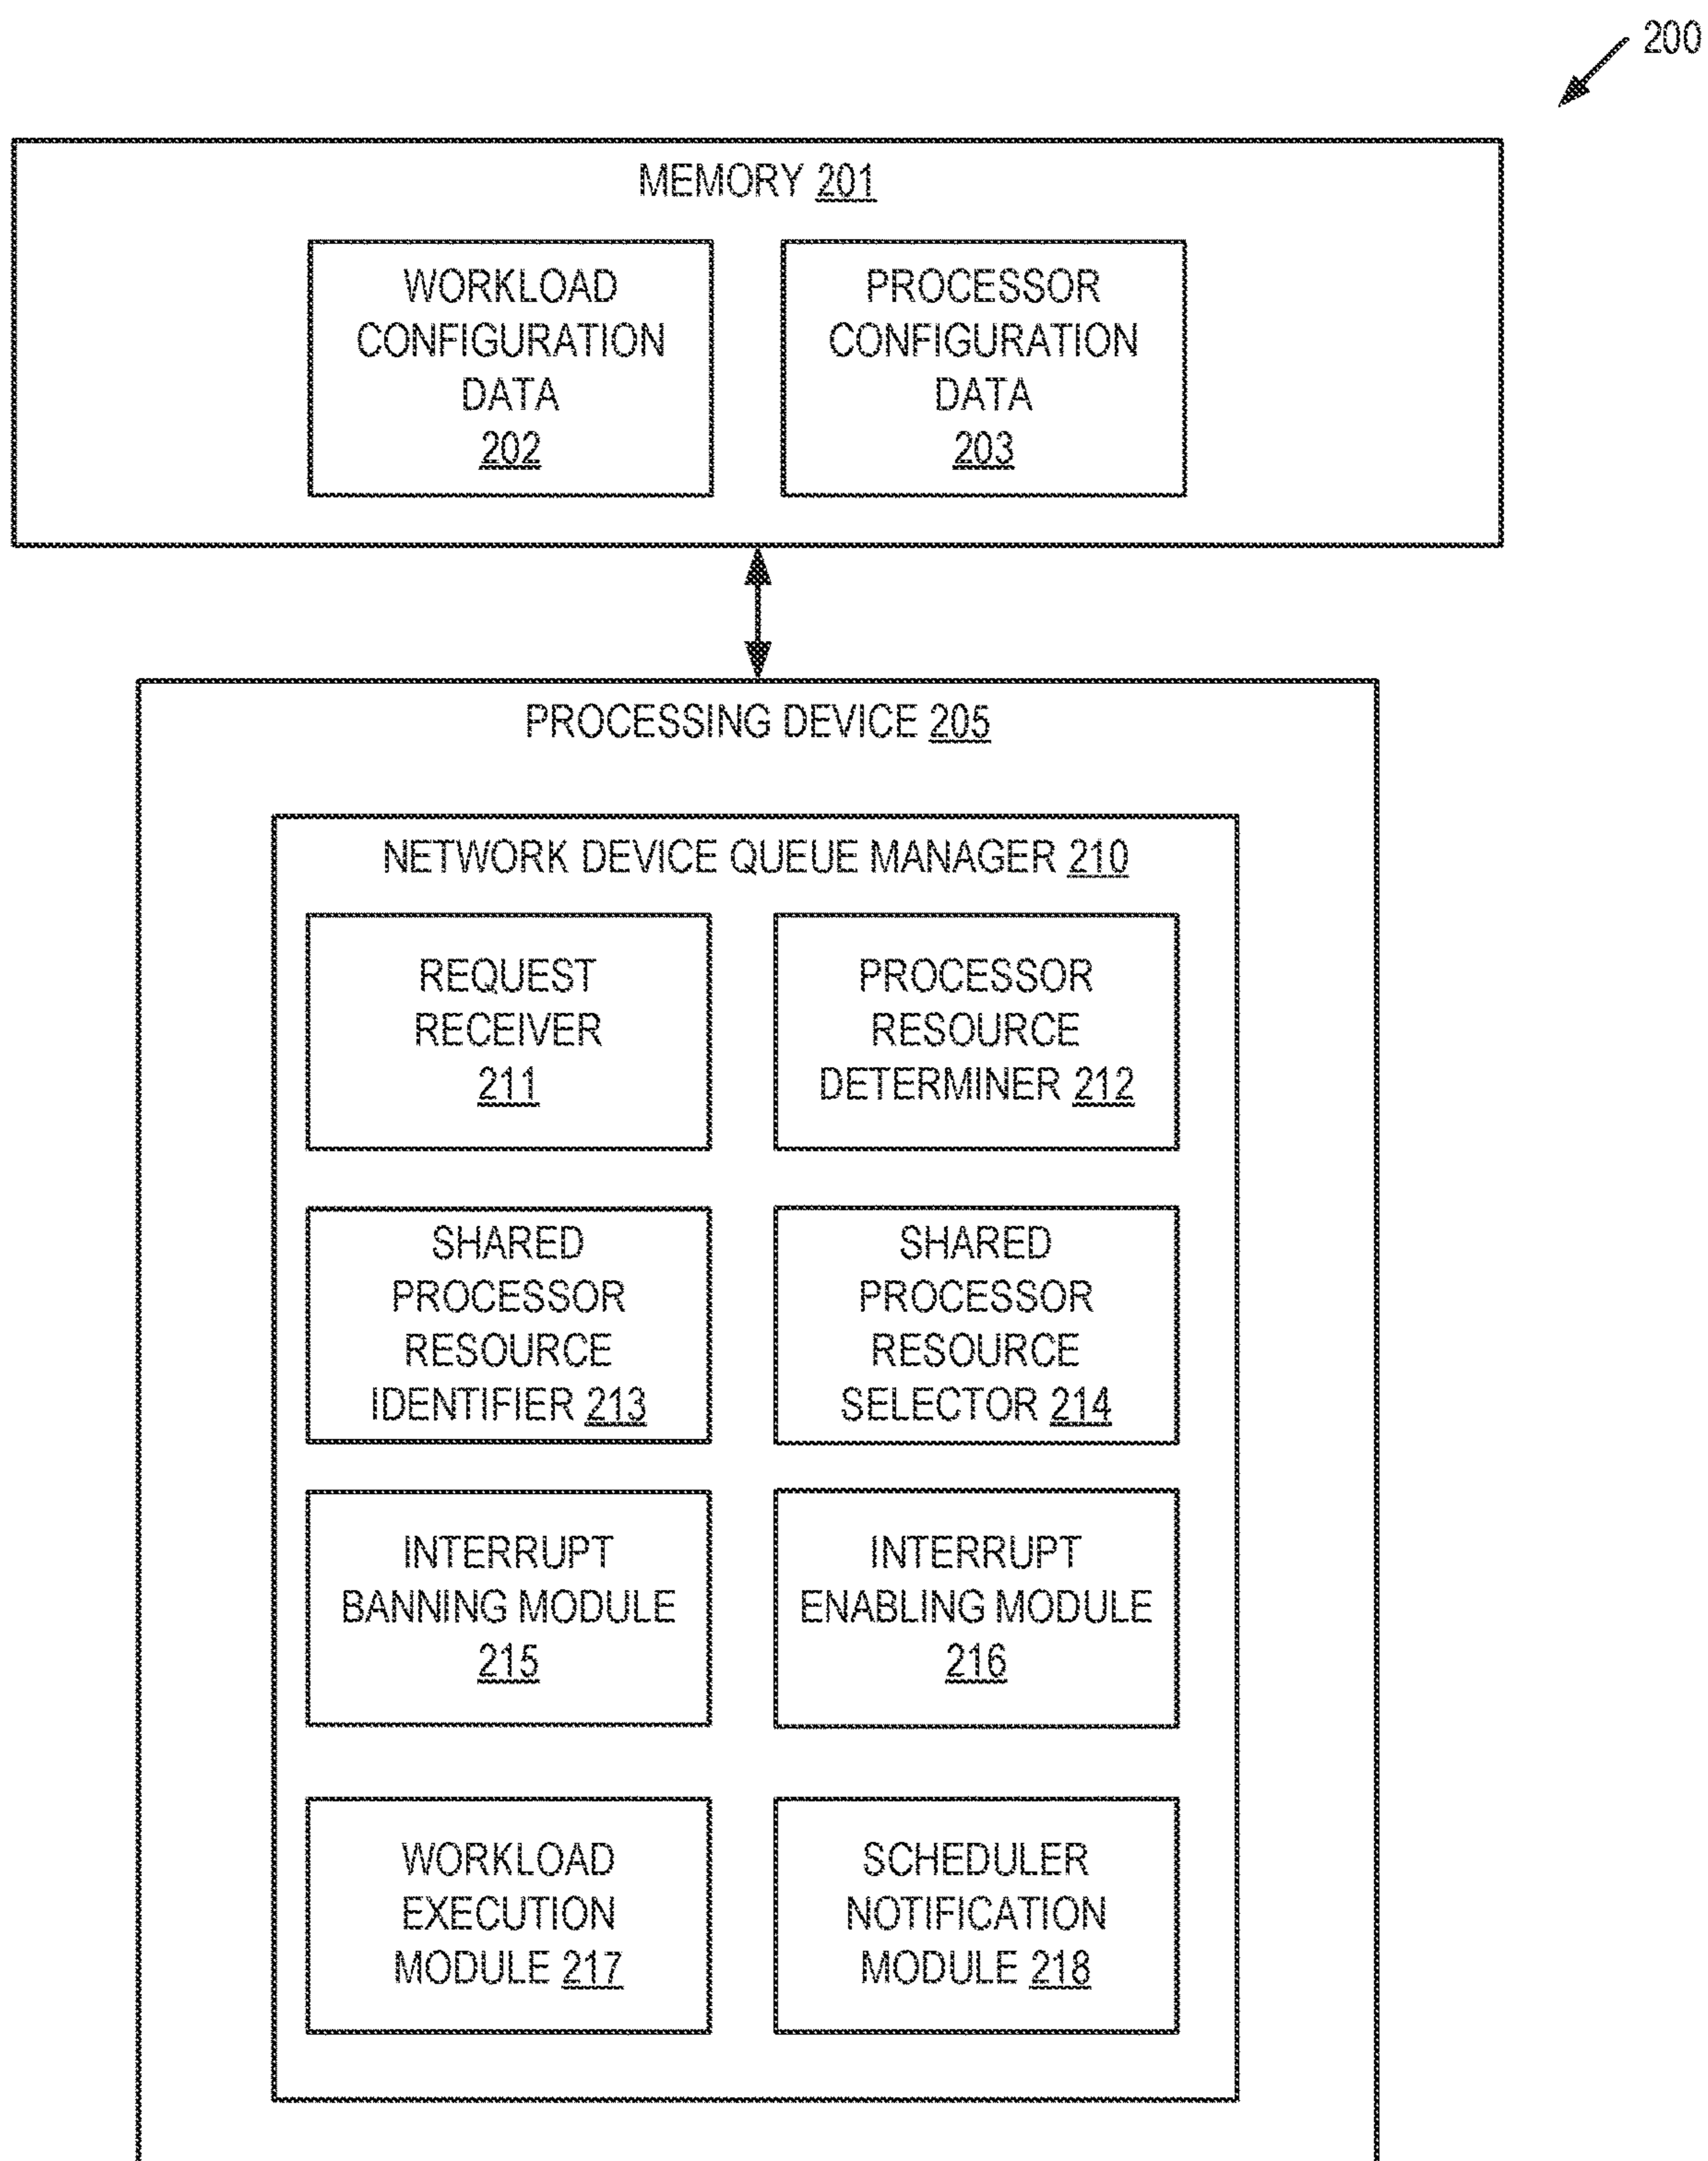 200
MEMORY 201
WORKLOAD
CONFIGURATION
DATA
202
PROCESSOR
CONFIGURATION
DATA
203
PROCESSING DEVICE 205
NETWORK DEVICE QUEUE MANAGER 210
REQUEST
RECEIVER
211
PROCESSOR
RESOURCE
DETERMINER 212
SHARED
PROCESSOR
RESOURCE
IDENTIFIER 213
SHARED
PROCESSOR
RESOURCE
SELECTOR 214
INTERRUPT
BANNING MODULE
215
INTERRUPT
ENABLING MODULE
216
WORKLOAD
EXECUTION
MODULE 217
SCHEDULER
NOTIFICATION
MODULE 218